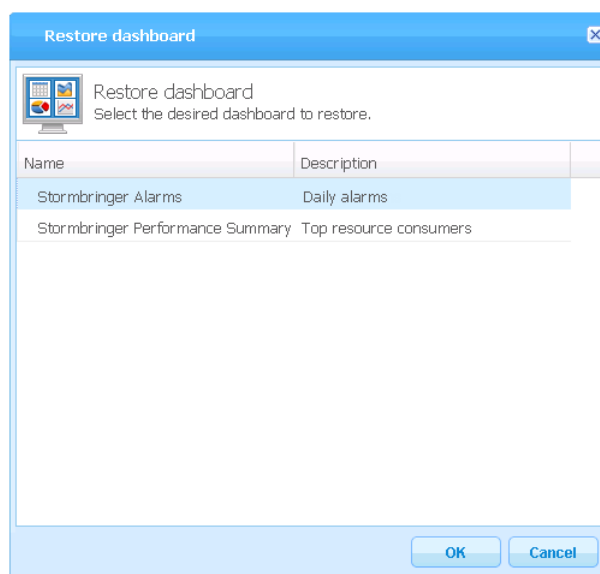 Restore dashboard
Restore dashboard
Select the desired dashboard to restore.
Name Description
Stormbringer Alarms Daily alarms
Stormbringer Performance Summary Top resource consumers
OK Cancel